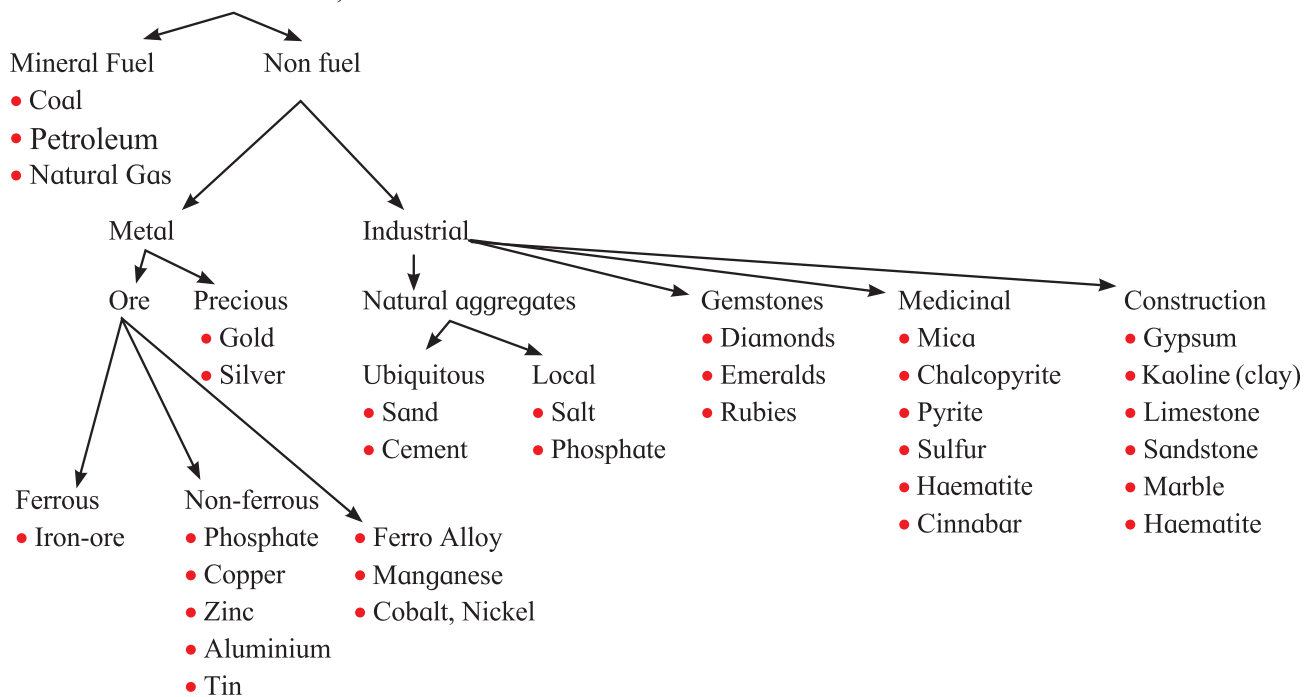 Mineral Fuel
Non fuel
• Coal
• Petroleum
• Natural Gas
Metal
Industrial
Ore
Precious
• Gold
• Silver
Natural aggregates
Ubiquitous
• Sand
• Cement
Local
• Salt
• Phosphate
Gemstones
• Diamonds
• Emeralds
• Rubies
Medicinal
• Mica
• Chalcopyrite
• Pyrite
• Sulfur
• Haematite
• Cinnabar
Construction
• Gypsum
• Kaoline (clay)
• Limestone
• Sandstone
• Marble
• Haematite
Ferrous
• Iron-ore
Non-ferrous
• Phosphate
• Copper
• Zinc
• Aluminium
• Tin
• Ferro Alloy
• Manganese
• Cobalt, Nickel